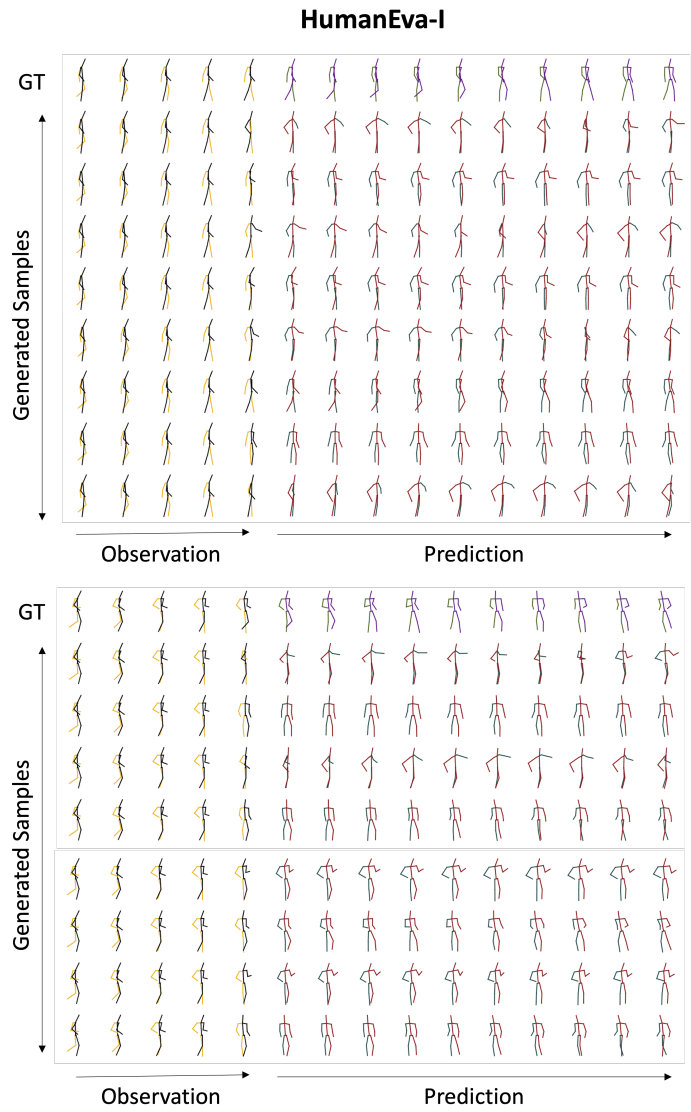 HumanEva-I
GT
Generated Samples
Observation
Prediction
GT
Generated Samples
Observation
Prediction